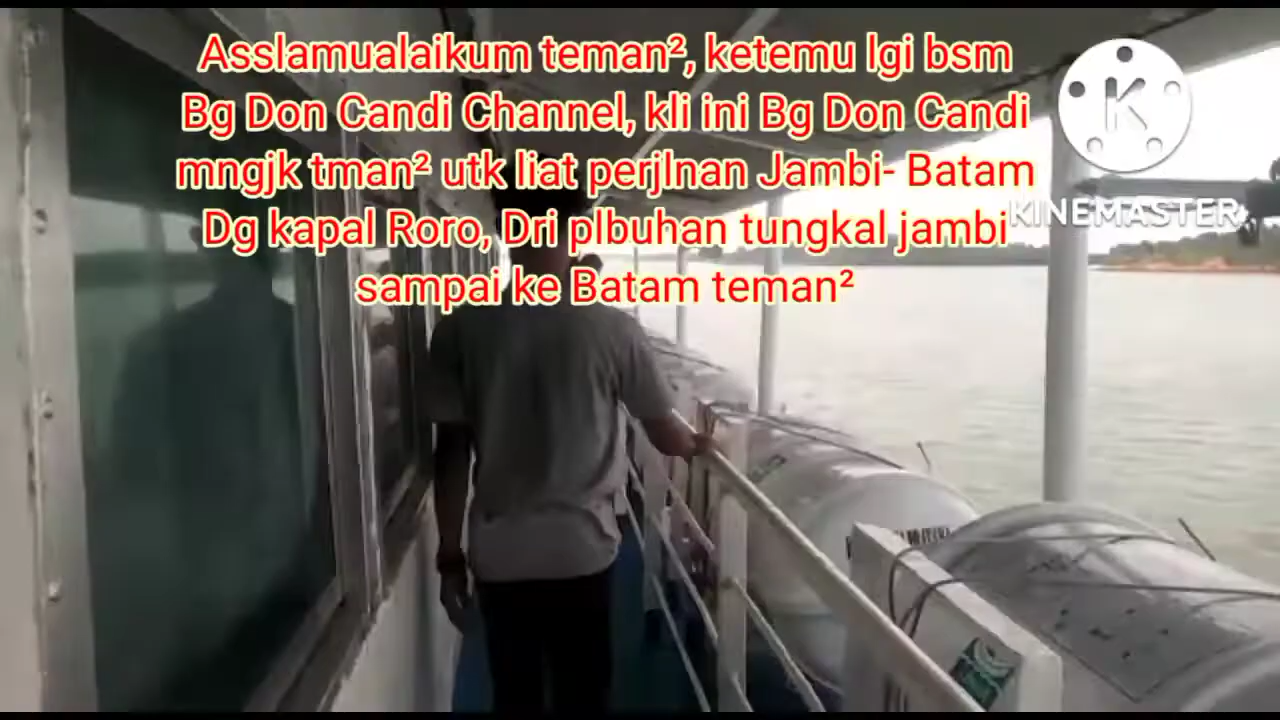 Asslamualaikum teman², ketemu lgi bsm
Bg Don Candi Channel, kli ini Bg Don Candi
mngjk tman² utk liat perjlnan Jambi- Batam
Dg kapal Roro, Dri plbuhan tungkal jambi
sampai ke Batam teman²
K
KINEMASTER